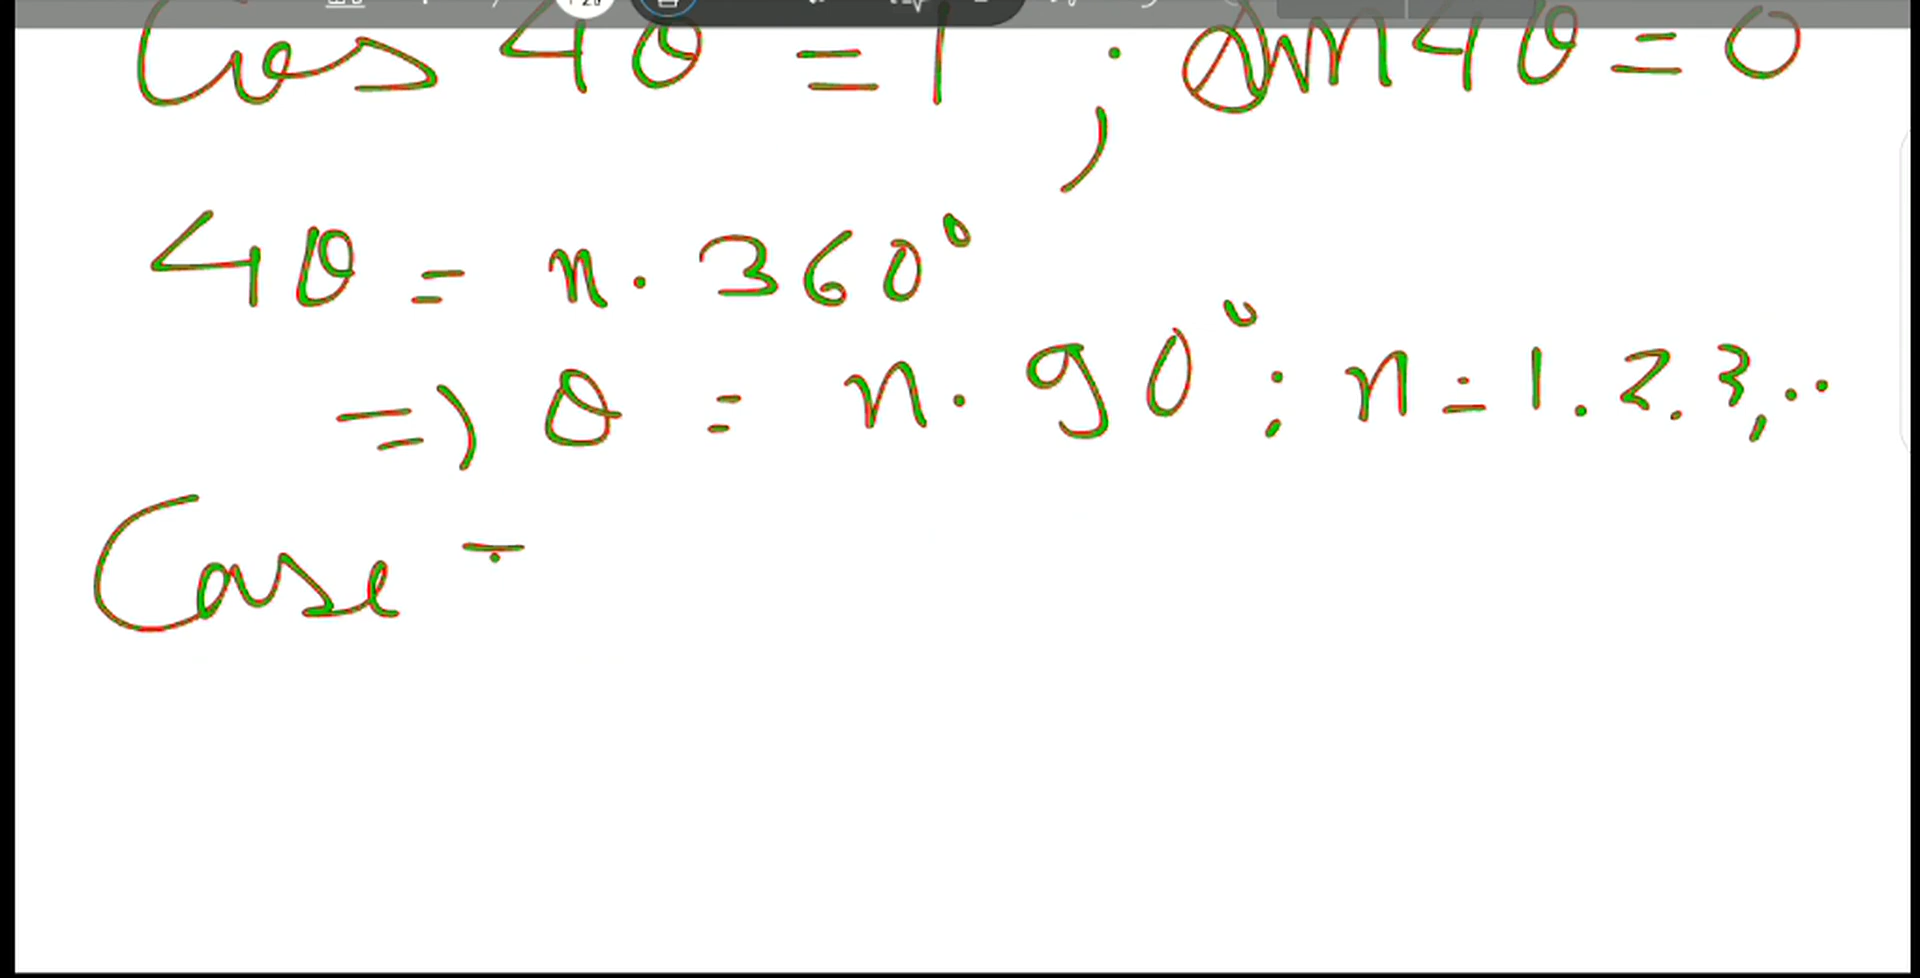 Cos 4θ = 1 ; Sin 4θ = 0
4θ = n. 360°
=) θ = n. 90° ; n = 1. 2. 3, ..
Case